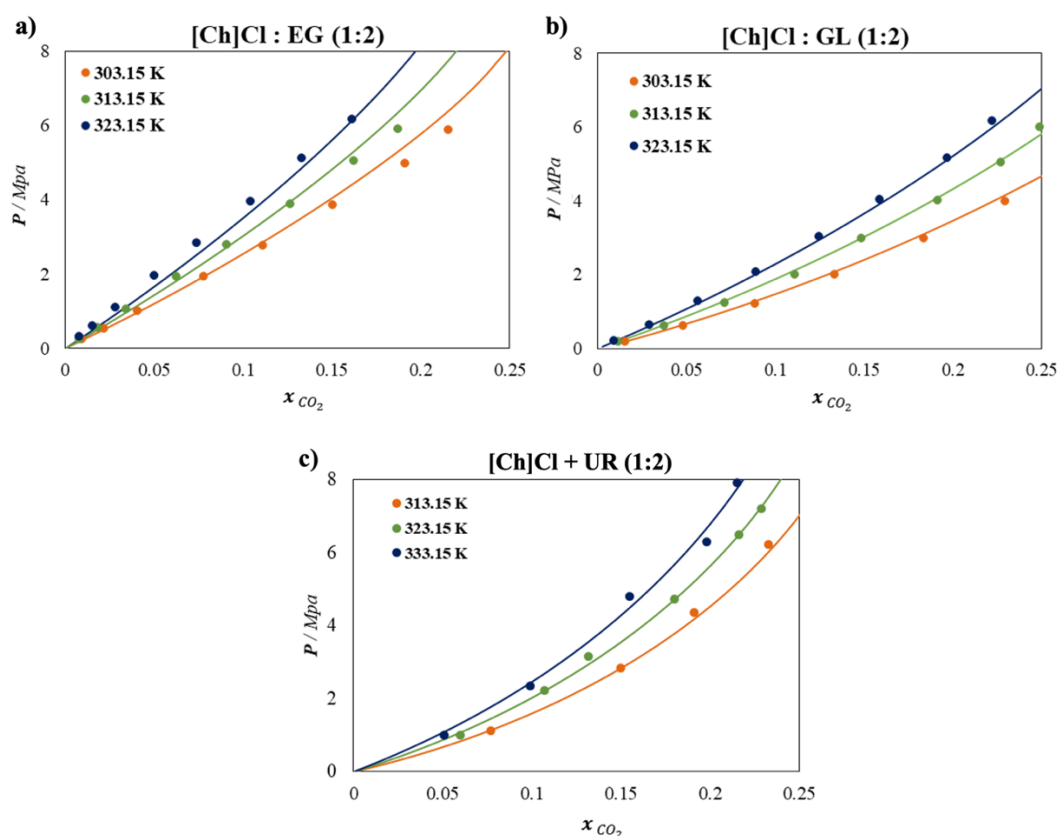 a)
[Ch]Cl : EG (1:2)
8
6
4
2
0
P / Mpa
303.15 K
313.15 K
323.15 K
0 0.05 0.1 0.15 0.2 0.25
x CO2
b)
[Ch]Cl : GL (1:2)
8
6
4
2
0
P / MPa
303.15 K
313.15 K
323.15 K
0 0.05 0.1 0.15 0.2 0.25
x CO2
c)
[Ch]Cl + UR (1:2)
8
6
4
2
0
P / Mpa
313.15 K
323.15 K
333.15 K
0 0.05 0.1 0.15 0.2 0.25
x CO2